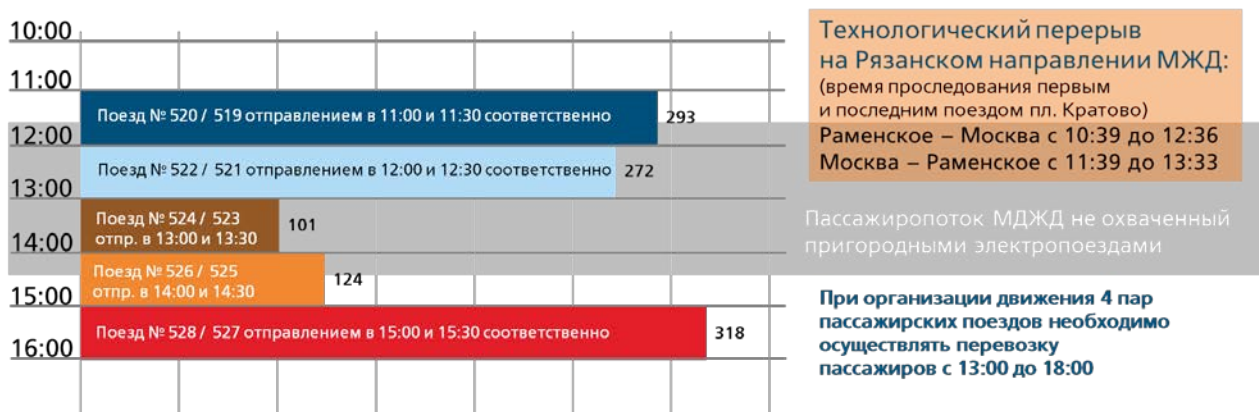 10:00
11:00
Поезд № 520 / 519 отправлением в 11:00 и 11:30 соответственно
293
12:00
Поезд № 522 / 521 отправлением в 12:00 и 12:30 соответственно
272
13:00
Поезд № 524 / 523
отпр. в 13:00 и 13:30
101
14:00
Поезд № 526 / 525
отпр. в 14:00 и 14:30
124
15:00
Поезд № 528 / 527 отправлением в 15:00 и 15:30 соответственно
318
16:00
Технологический перерыв
на Рязанском направлении МЖД:
(время проследования первым
и последним поездом пл. Кратово)
Раменское – Москва с 10:39 до 12:36
Москва – Раменское с 11:39 до 13:33
Пассажиропоток МДЖД не охваченный
пригородными электропоездами
При организации движения 4 пар
пассажирских поездов необходимо
осуществлять перевозку
пассажиров с 13:00 до 18:00